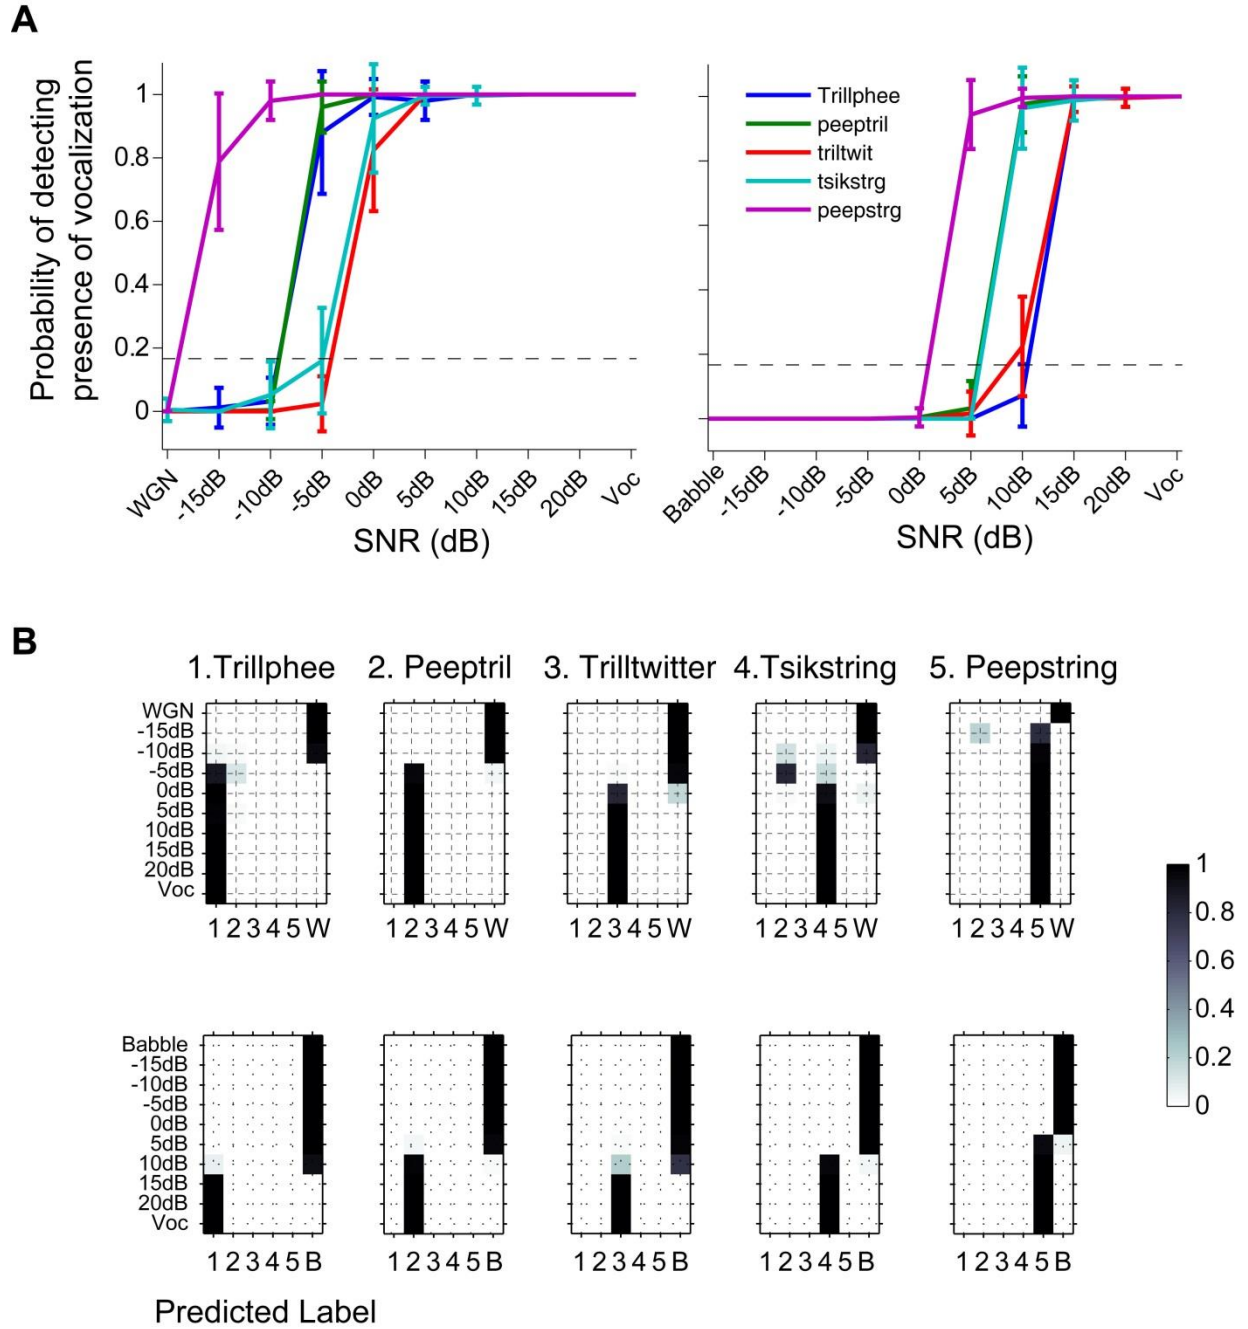 A
Probability of detecting
presence of vocalization
1
0.8
0.6
0.4
0.2
0
WGN
-15dB
-10dB
-5dB
0dB
5dB
10dB
15dB
20dB
Voc
SNR (dB)
Trillphee
peeptril
triltwit
tsikstrg
peepstrg
Babble
-15dB
-10dB
-5dB
0dB
5dB
10dB
15dB
20dB
Voc
SNR (dB)
B
1.Trillphee 2. Peeptril 3. Trilltwitter 4.Tsikstring 5. Peepstring
WGN
-15dB
-10dB
-5dB
0dB
5dB
10dB
15dB
20dB
Voc
1 2 3 4 5 W 1 2 3 4 5 W 1 2 3 4 5 W 1 2 3 4 5 W 1 2 3 4 5 W
1
0.8
0.6
0.4
0.2
0
Babble
-15dB
-10dB
-5dB
0dB
5dB
10dB
15dB
20dB
Voc
1 2 3 4 5 B 1 2 3 4 5 B 1 2 3 4 5 B 1 2 3 4 5 B 1 2 3 4 5 B
Predicted Label